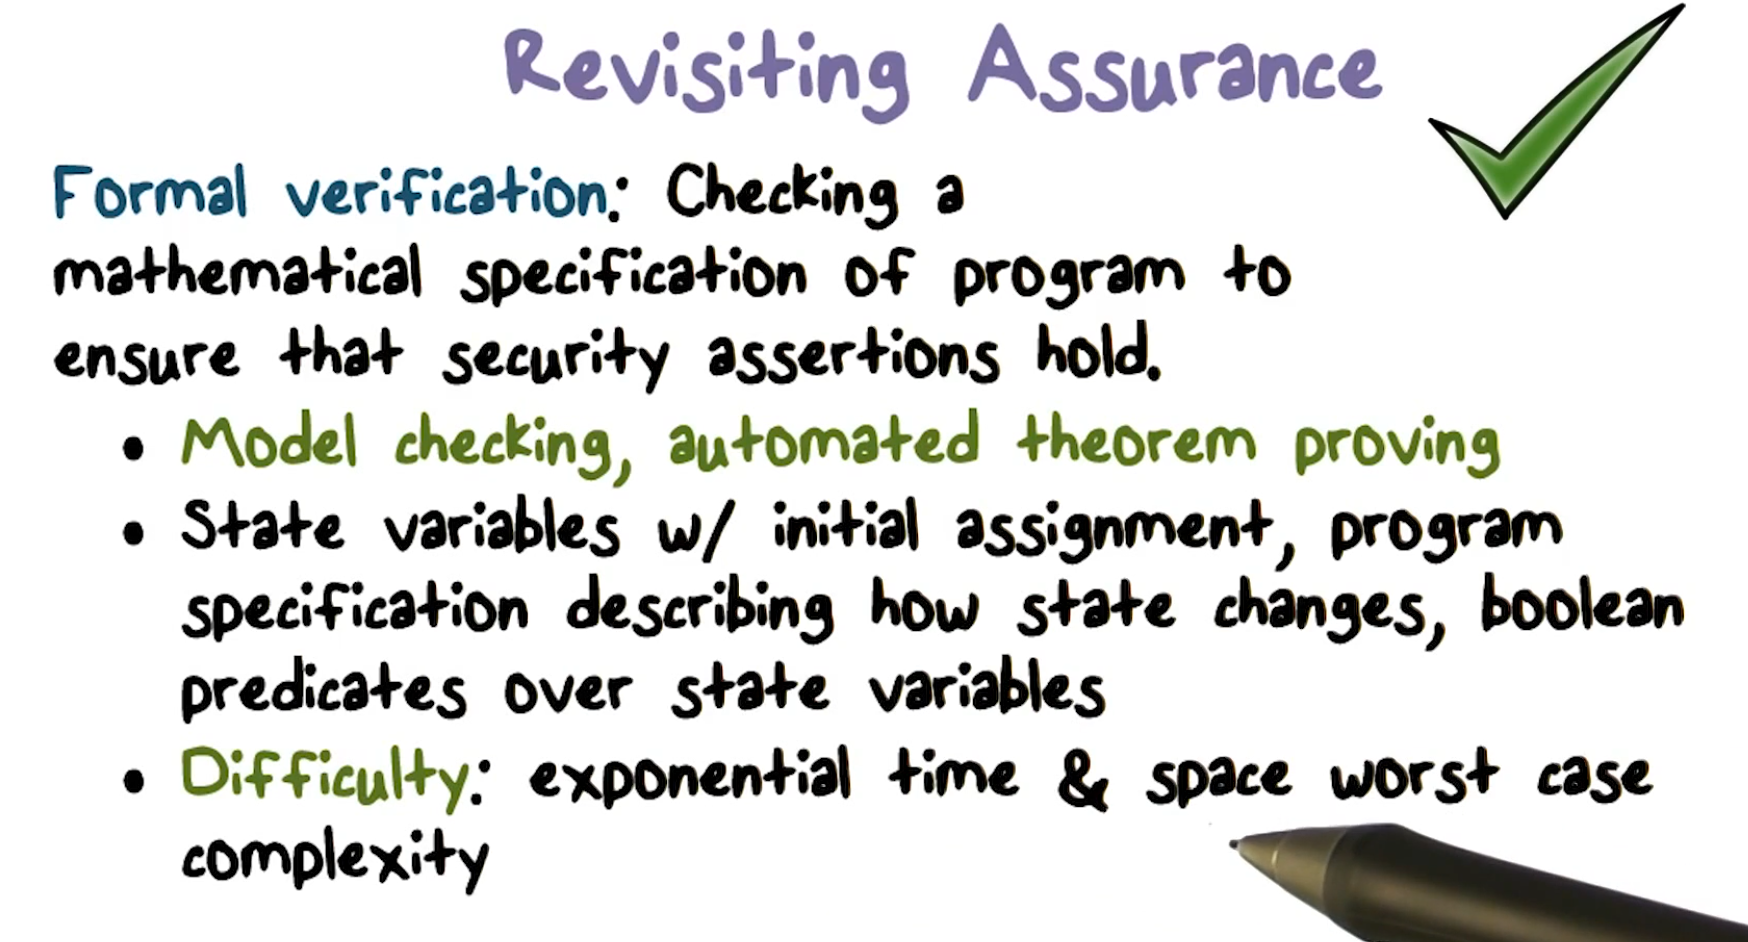 Revisiting Assurance
Formal verification: Checking a
mathematical specification of program to
ensure that security assertions hold.
• Model checking, automated theorem proving
• State variables w/ initial assignment, program
specification describing how state changes, boolean
predicates over state variables
• Difficulty: exponential time & space worst case
complexity